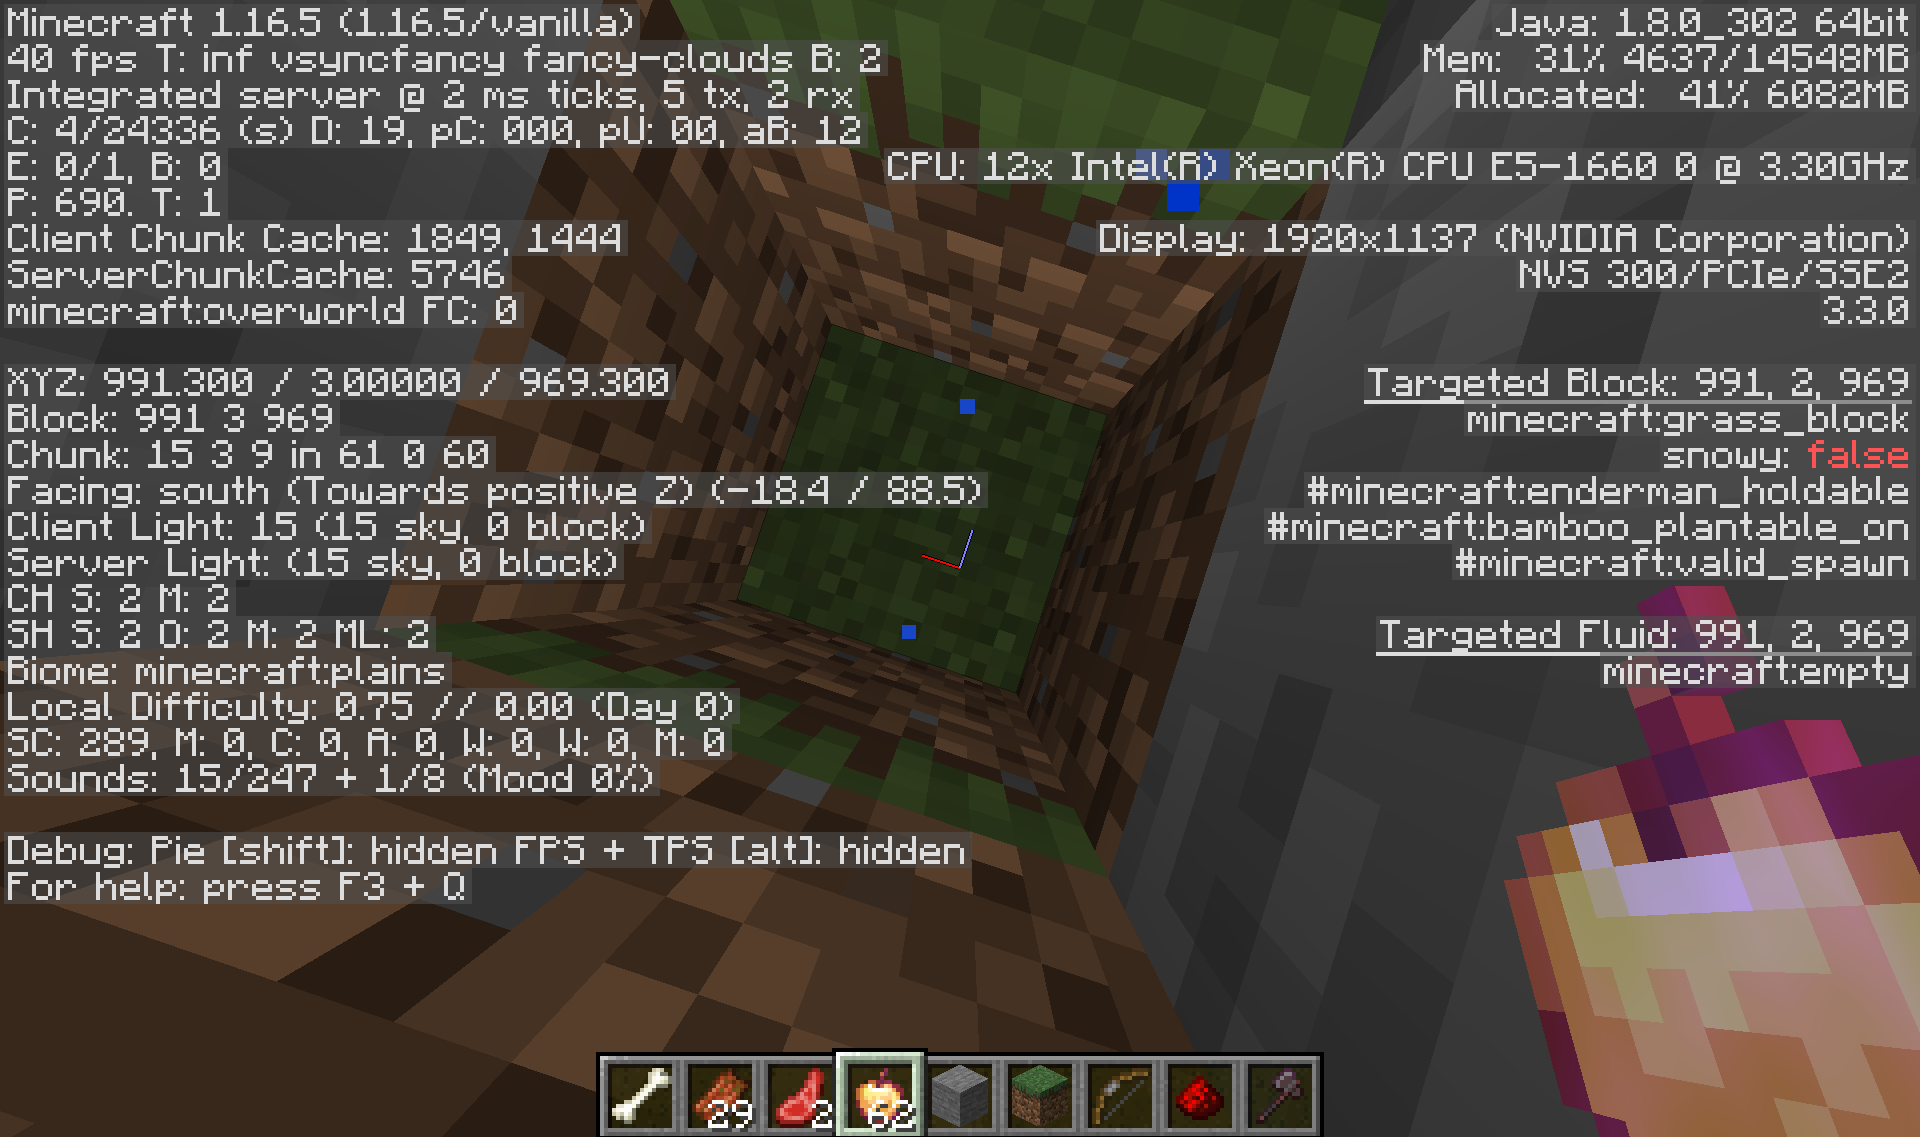 Minecraft 1.16.5 (1.16.5/vanilla)
40 fps T: inf vsyncfancy fancy-clouds B: 2
Integrated server @ 2 ms ticks, 5 tx, 2 rx
C: 4/24336 (s) D: 19, pC: 000, pU: 00, aB: 12
E: 0/1, B: 0
P: 690. T: 1
Client Chunk Cache: 1849, 1444
ServerChunkCache: 5746
minecraft:overworld FC: 0
XYZ: 991.300 / 3.00000 / 969.300
Block: 991 3 969
Chunk: 15 3 9 in 61 0 60
Facing: south (Towards positive Z) (-18.4 / 88.5)
Client Light: 15 (15 sky, 0 block)
Server Light: (15 sky, 0 block)
CH S: 2 M: 2
SH S: 2 O: 2 M: 2 ML: 2
Biome: minecraft:plains
Local Difficulty: 0.75 // 0.00 (Day 0)
SC: 289, M: 0, C: 0, A: 0, W: 0, W: 0, M: 0
Sounds: 15/247 + 1/8 (Mood 0%)
Debug: Pie [shift]: hidden FPS + TPS [alt]: hidden
For help: press F3 + Q
Java: 1.8.0_302 64bit
Mem: 31% 4637/14548MB
Allocated: 41% 6082MB
CPU: 12x Intel(R) Xeon(R) CPU E5-1660 0 @ 3.30GHz
Display: 1920x1137 (NVIDIA Corporation)
NVS 300/PCIe/SSE2
3.3.0
Targeted Block: 991, 2, 969
minecraft:grass_block
snowy: false
#minecraft:enderman_holdable
#minecraft:bamboo_plantable_on
#minecraft:valid_spawn
Targeted Fluid: 991, 2, 969
minecraft:empty
29 2 62